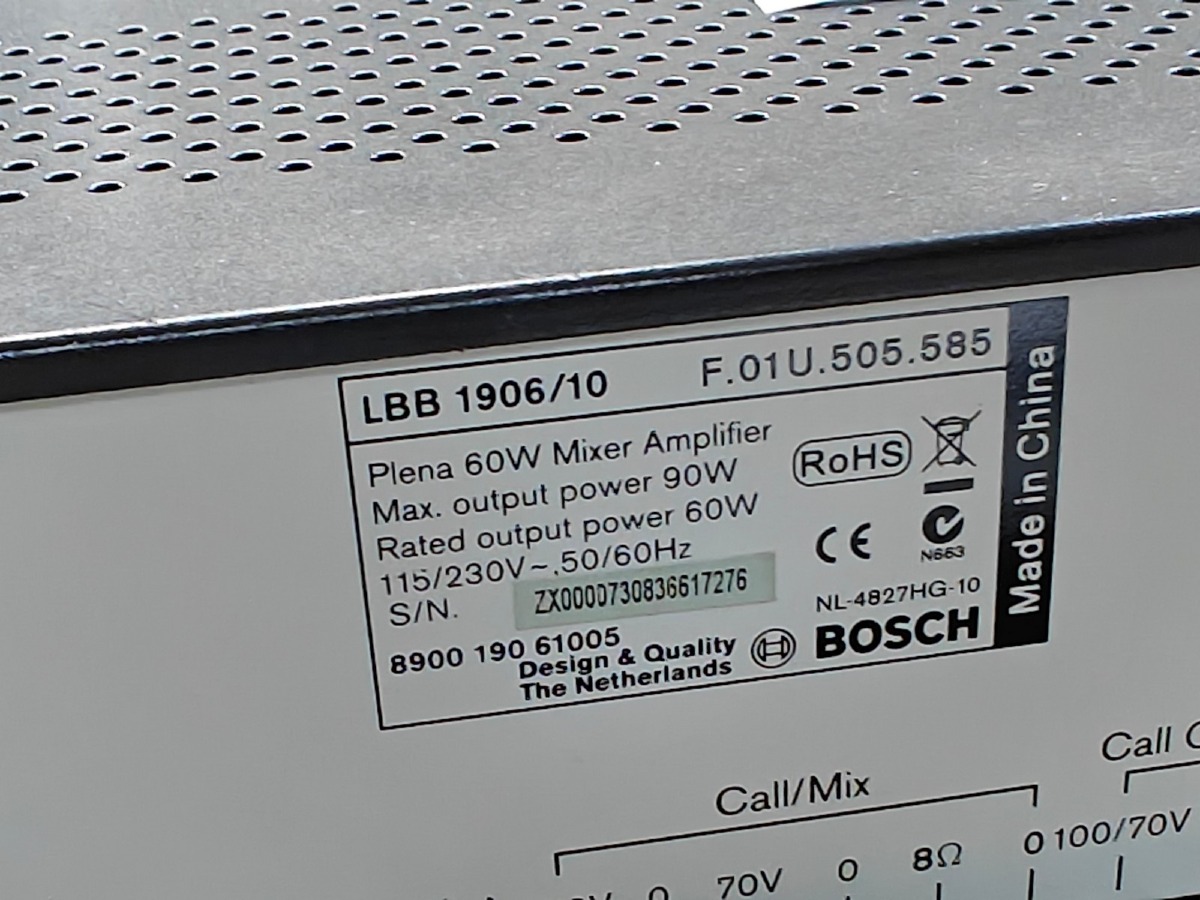 LBB 1906/10 F.01U.505.585
Plena 60W Mixer Amplifier
Max. output power 90W
Rated output power 60W
115/230V~.50/60Hz
S/N. ZX0000730836617276
8900 190 61005
Design & Quality
The Netherlands
RoHS
CE
N663
NL-4827HG-10
BOSCH
Made in China
Call/Mix
Call
0 70V 0 8Ω 0 100/70V